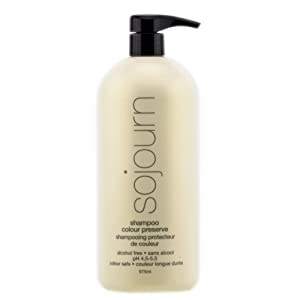 sojourn
shampoo
colour preserve
shampooing protecteur
de couleur
alcohol free • sans alcool
pH 4.5-5.5
colour safe • couleur longue durée
975ml